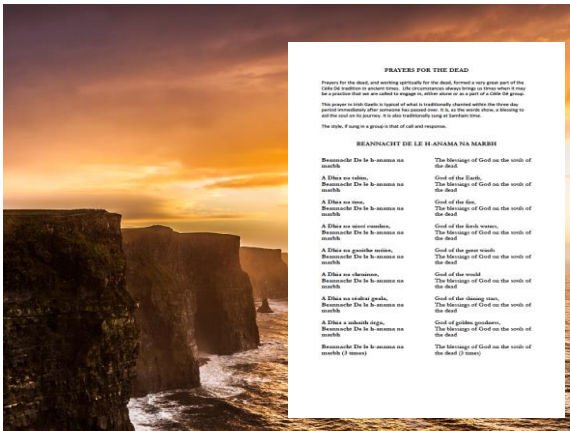 PRAYERS FOR THE DEAD
Prayers for the dead, and working spiritually for the dead, formed a very great part of the
Céile Dé tradition in ancient times. Life circumstances always brings us times when it may
be a practice that we are called to engage in, either alone or as a part of a Céile Dé group.
This prayer in Irish Gaelic is typical of what is traditionally chanted within the three day
period immediately after someone has passed over. It is, as the words show, a blessing to
aid the soul on its journey. It is also traditionally sung at Samhain time.
The style, if sung in a group is that of call and response.
BEANNACHT DE LE H-ANAMA NA MARBH
Beannacht De le h-anama na
marbh
The blessings of God on the souls of
the dead
A Dhia na
Beannacht De le h-anama na
marbh
God of the Earth,
The blessings of God on the souls of
the dead
A Dhia na tine,
Beannacht De le h-anama na
marbh
God of the fire,
The blessings of God on the souls of
the dead
A Dhia na
Beannacht De le h-anama na
marbh
God of the fresh waters,
The blessings of God on the souls of
the dead
A Dhia na gaoithe
Beannacht De le h-anama na
marbh
God of the great winds
The blessings of God on the souls of
the dead
A Dhia na
Beannacht De le h-anama na
marbh
God of the world
The blessings of God on the souls of
the dead
A Dhia na réaltaí geala,
Beannacht De le h-anama na
marbh
God of the shining stars,
The blessings of God on the souls of
the dead
A Dhia a mhaith órga,
Beannacht De le h-anama na
marbh
God of golden goodness,
The blessings of God on the souls of
the dead
Beannacht De le h-anama na
marbh (3 times)
The blessings of God on the souls of
the dead (3 times)